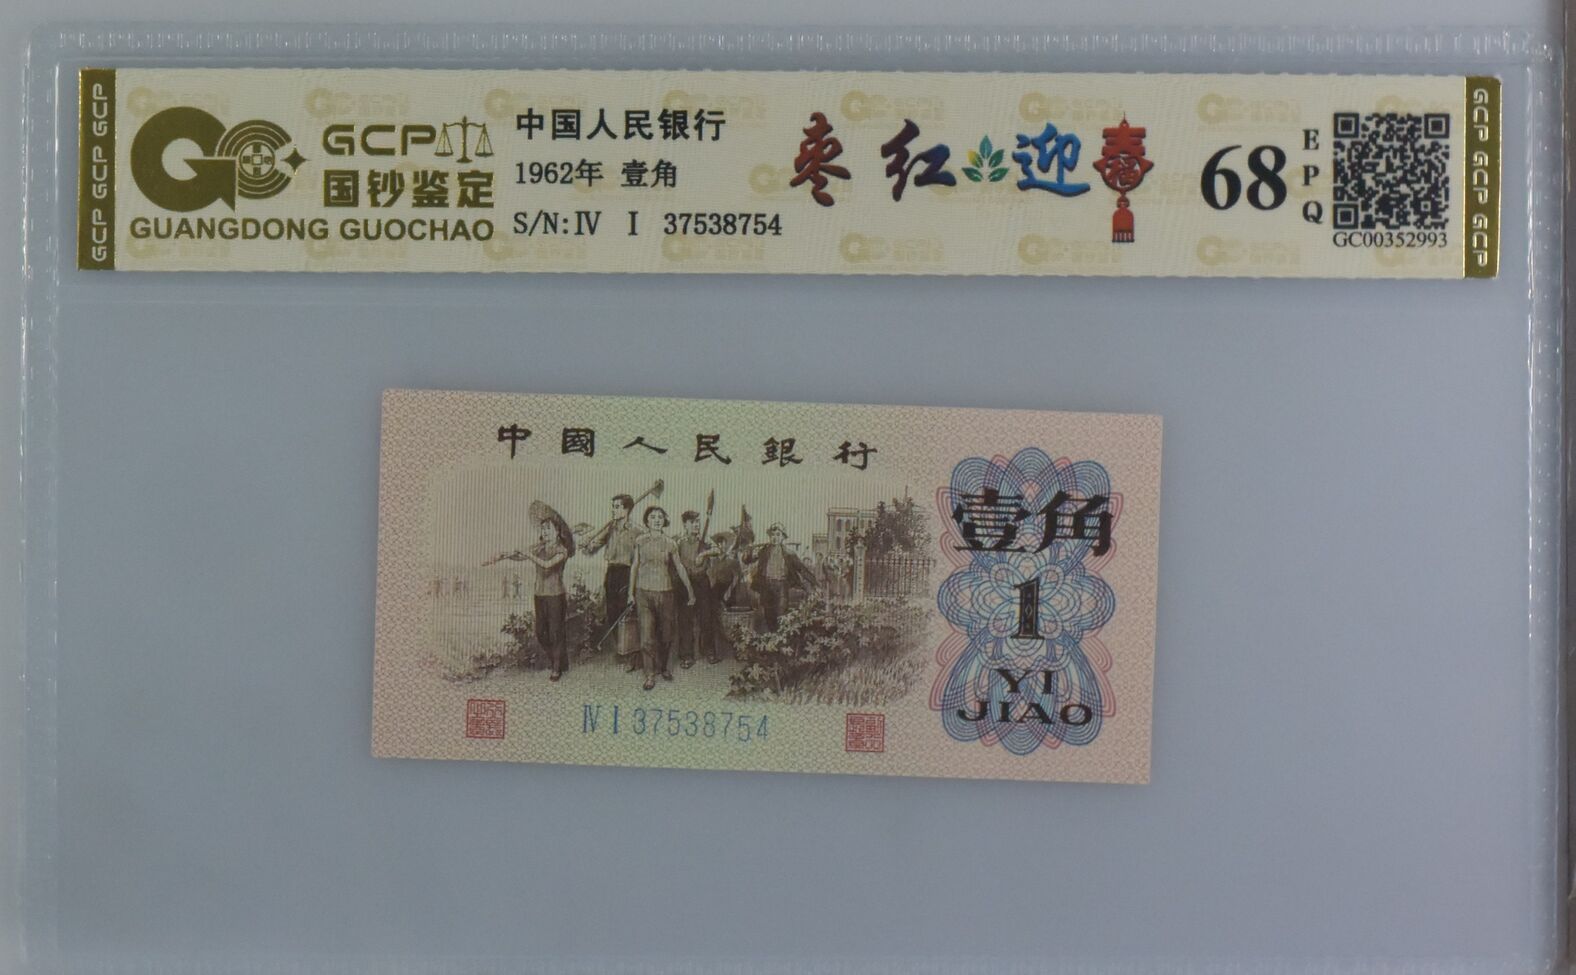 GCP GCP GCP
GCP
国钞鉴定
GUANGDONG GUOCHAO
中国人民银行
1962年 壹角
S/N:Ⅳ Ⅰ 37538754
枣红迎春
68
EPQ
GC00352993
GCP GCP GCP
中國人民銀行
壹角
1
YI
JIAO
Ⅳ Ⅰ 37538754